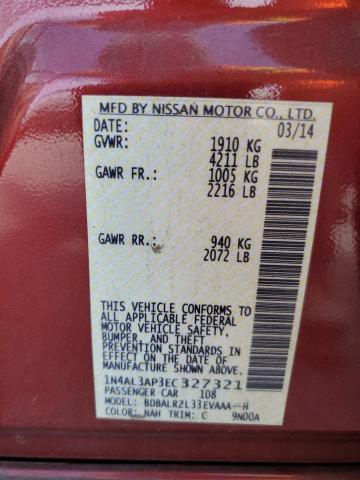 MFD BY NISSAN MOTOR CO., LTD.
DATE: 03/14
GVWR: 1910 KG
4211 LB
GAWR FR.: 1005 KG
2216 LB
GAWR RR.: 940 KG
2072 LB
THIS VEHICLE CONFORMS TO
ALL APPLICABLE FEDERAL
MOTOR VEHICLE SAFETY,
BUMPER, AND THEFT
PREVENTION STANDARDS IN
EFFECT ON THE DATE OF
MANUFACTURE SHOWN ABOVE.
1N4AL3AP3EC327321
PASSENGER CAR 108
MODEL: BDBALRZL33EVAAA--H
COLOR: NAH TRIM: C 9N00A